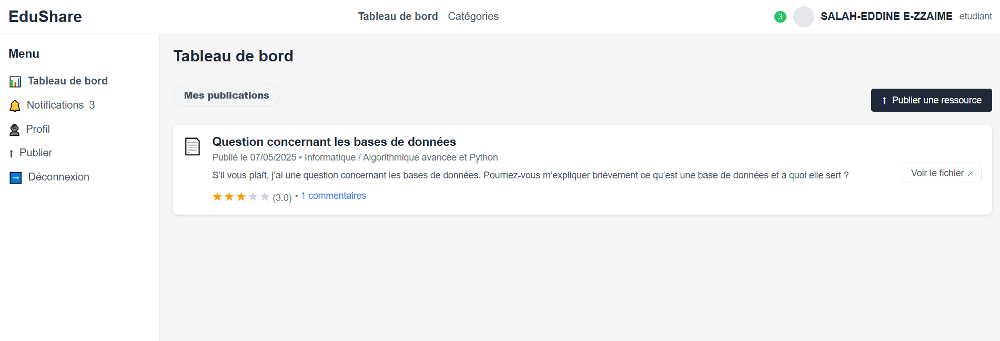 EduShare
Tableau de bord Catégories
3 SALAH-EDDINE E-ZZAIME etudiant
Menu
Tableau de bord
Notifications 3
Profil
Publier
Déconnexion
Tableau de bord
Mes publications
Publier une ressource
Question concernant les bases de données
Publié le 07/05/2025 • Informatique / Algorithmique avancée et Python
S’il vous plaît, j’ai une question concernant les bases de données. Pourriez-vous m’expliquer brièvement ce qu’est une base de données et à quoi elle sert ?
(3.0) • 1 commentaires
Voir le fichier